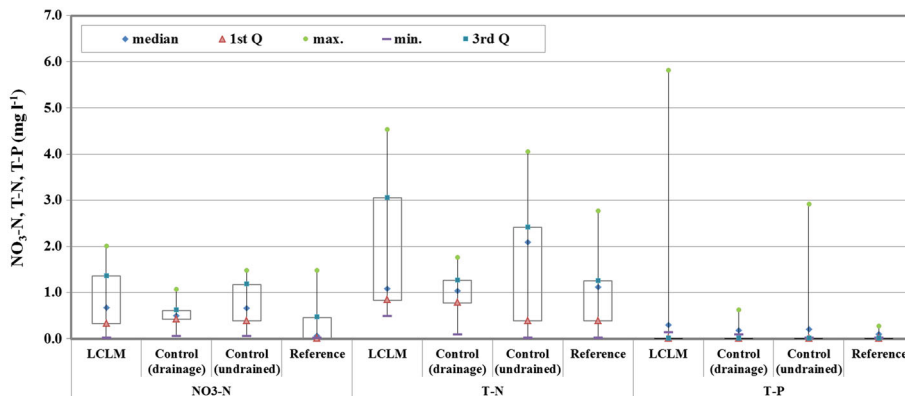 7.0
6.0
5.0
4.0
3.0
2.0
1.0
0.0
NO3-N, T-N, T-P (mg l-1)
median 1st Q max. min. 3rd Q
LCLM Control Control Reference LCLM Control Control Reference LCLM Control Control Reference
(drainage) (undrained) (drainage) (undrained) (drainage) (undrained)
NO3-N T-N T-P